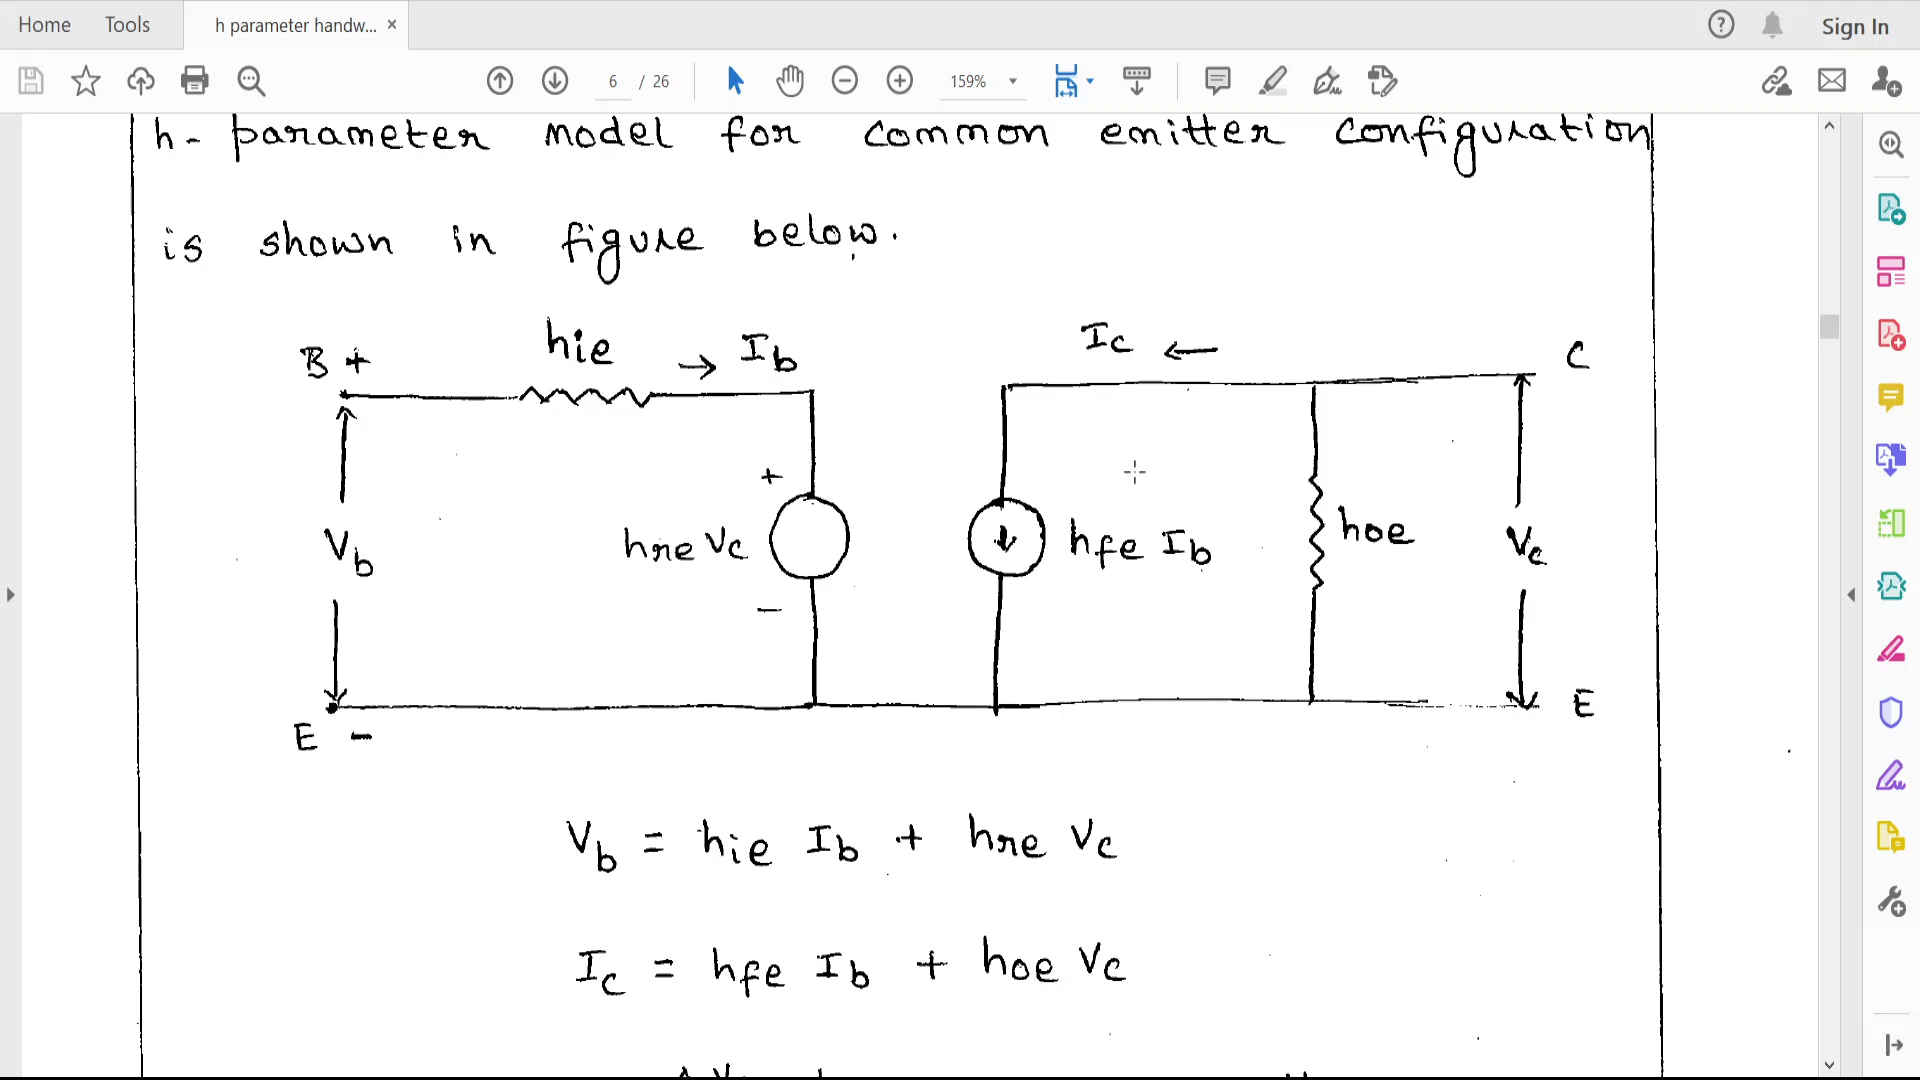 Home Tools h parameter handw... × ? Sign In
6 / 26 159%
h- parameter model for common emitter configuration
is shown in figure below.
B + hie → Ib Ic ← C
+
Vb hre Vc hfe Ib hoe Vc
-
E - E
Vb = hie Ib + hre Vc
Ic = hfe Ib + hoe Vc